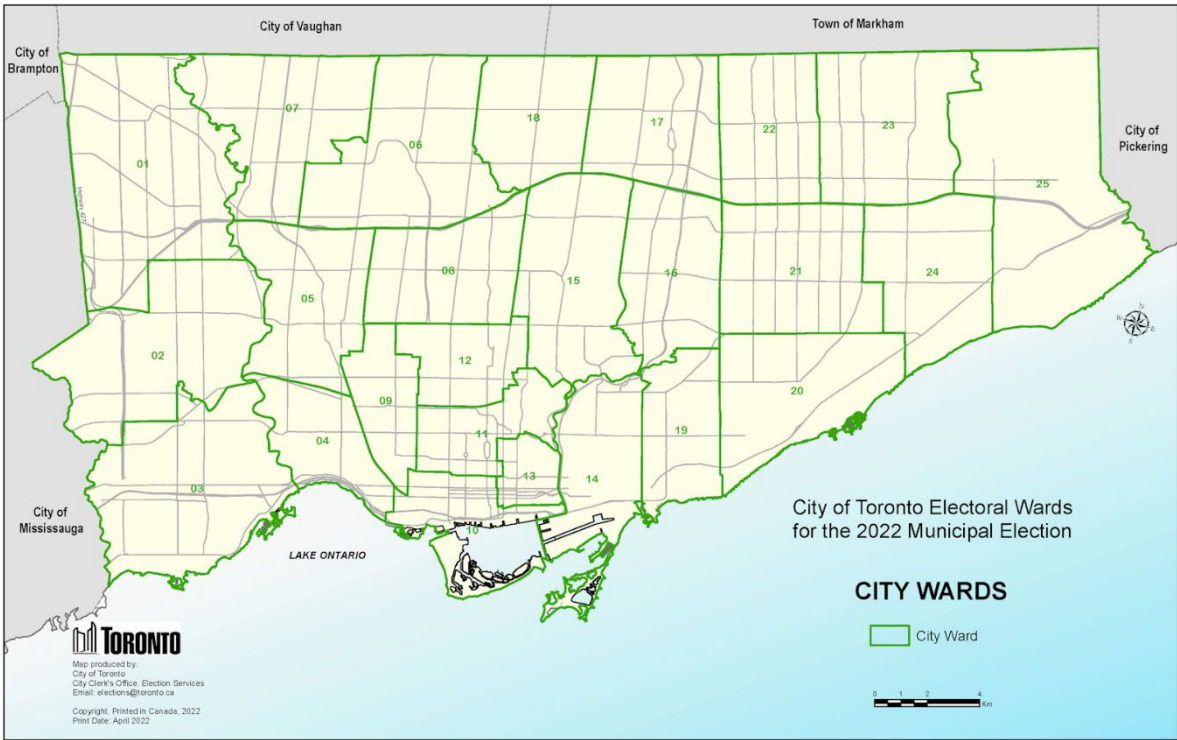 City of Vaughan
Town of Markham
City of
Brampton
City of
Pickering
07
06
18
17
22
23
01
25
Highway 427
08
15
16
21
24
05
02
12
09
20
04
11
19
13
14
03
10
City of
Mississauga
LAKE ONTARIO
N
W
E
S
City of Toronto Electoral Wards
for the 2022 Municipal Election
CITY WARDS
City Ward
0 1 2 4
Km
TORONTO
Map produced by:
City of Toronto
City Clerk's Office, Election Services
Email: elections@toronto.ca
Copyright, Printed in Canada, 2022
Print Date: April 2022